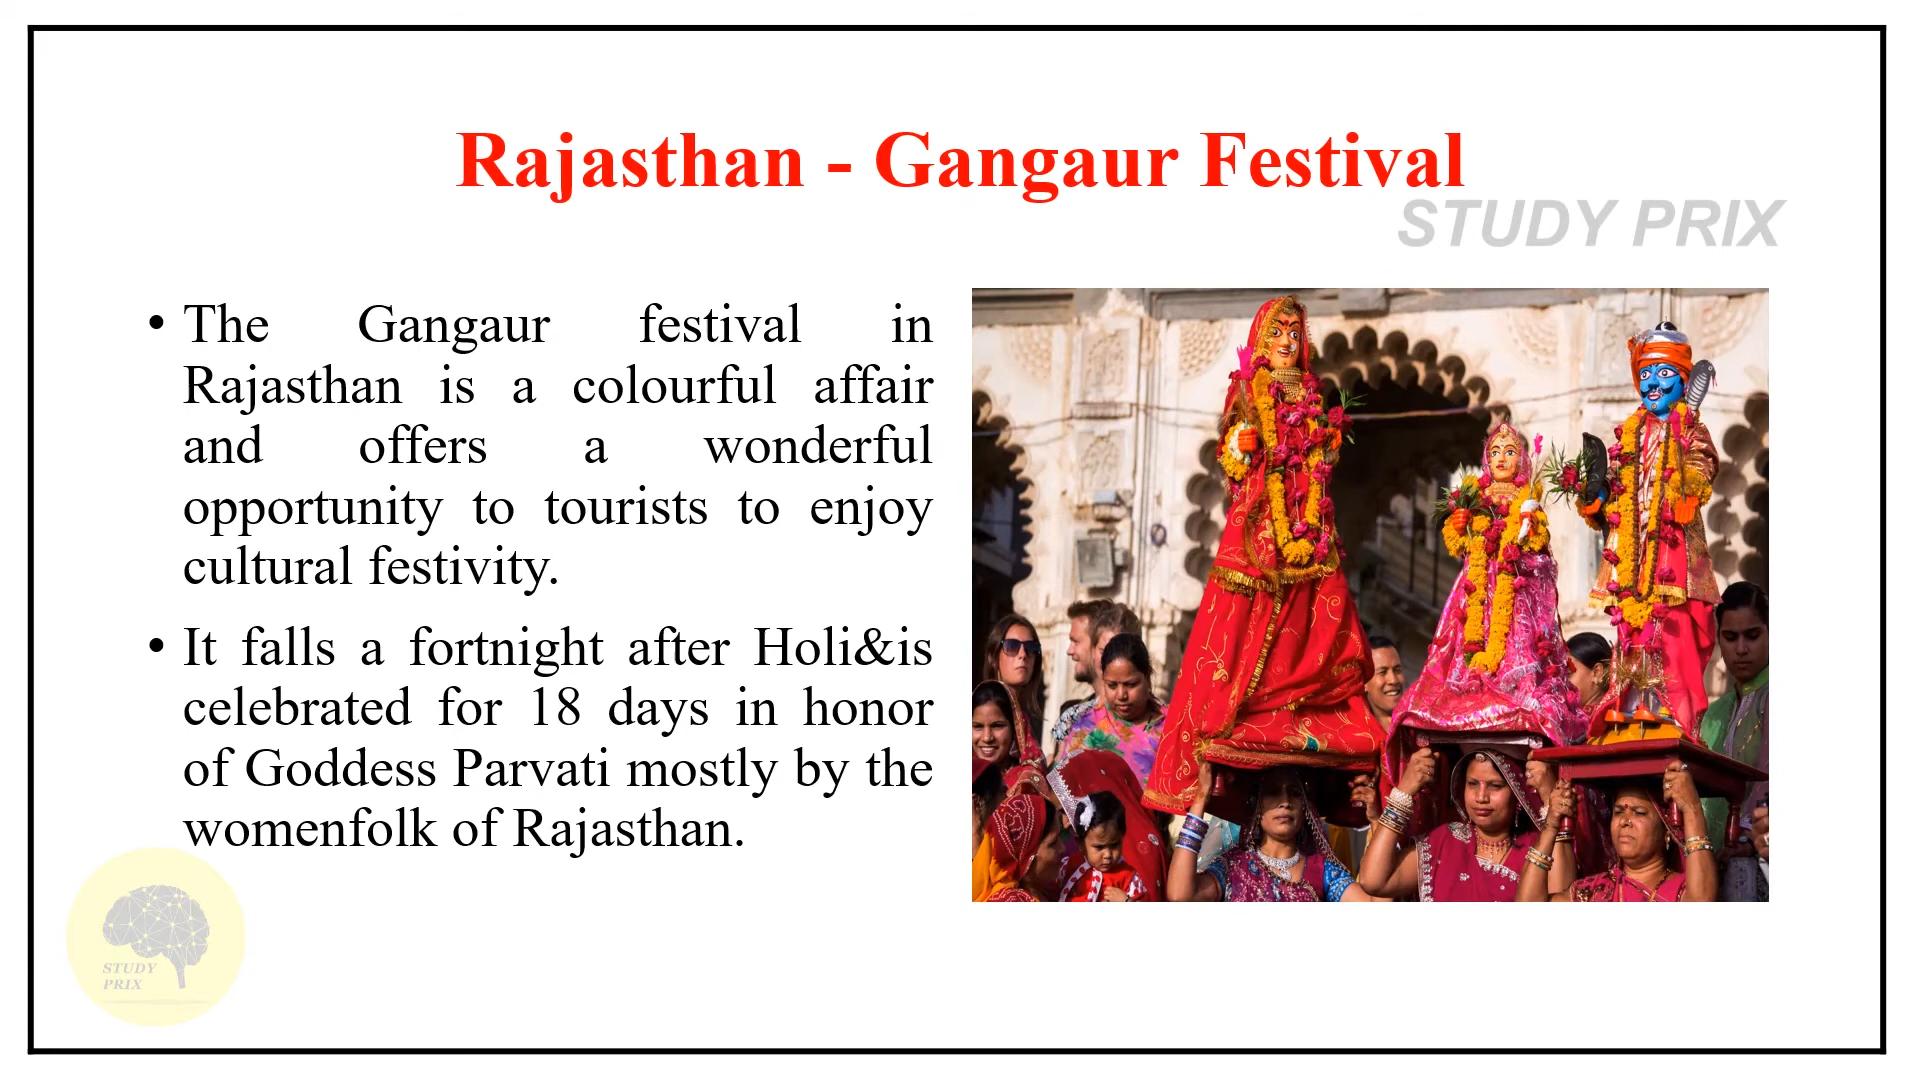 Rajasthan - Gangaur Festival
STUDY PRIX
• The Gangaur festival in
Rajasthan is a colourful affair
and offers a wonderful
opportunity to tourists to enjoy
cultural festivity.
• It falls a fortnight after Holi&is
celebrated for 18 days in honor
of Goddess Parvati mostly by the
womenfolk of Rajasthan.
STUDY
PRIX